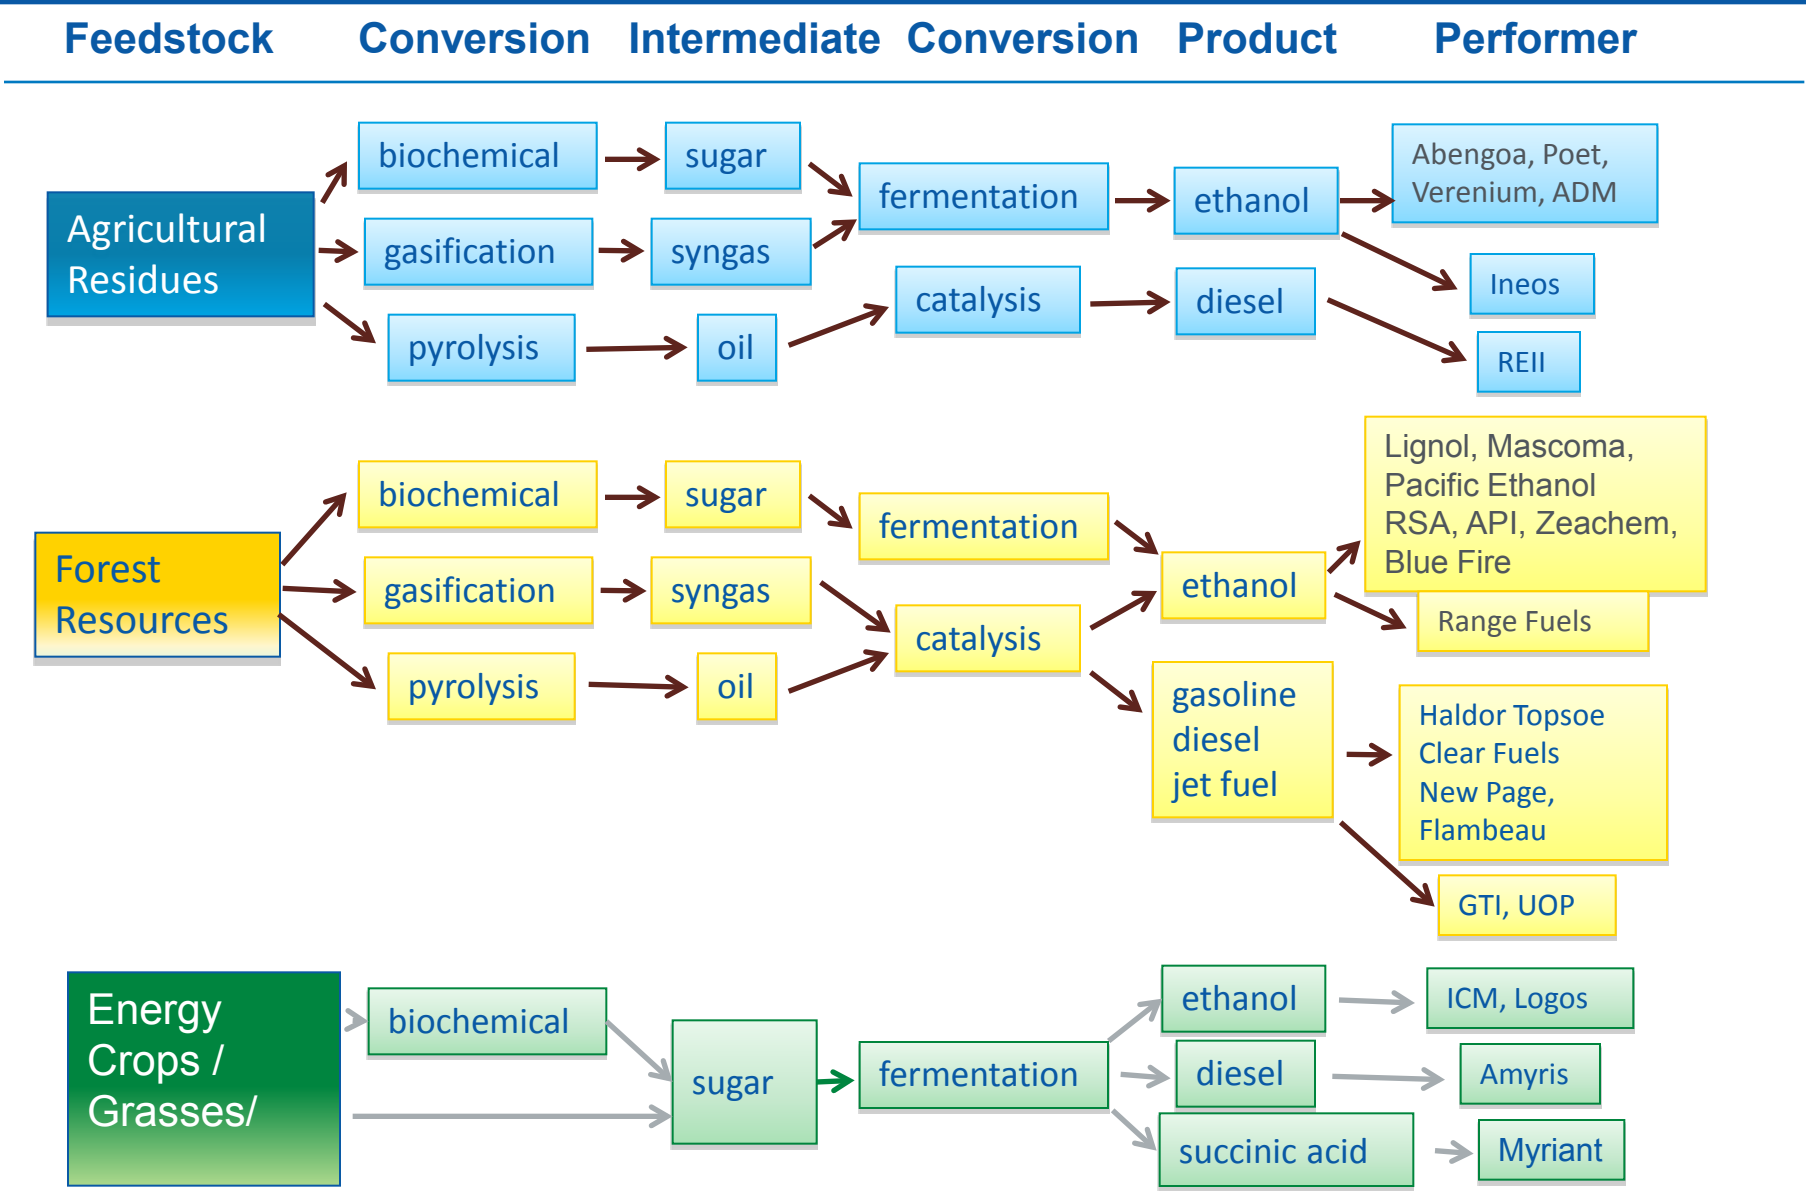 Feedstock Conversion Intermediate Conversion Product Performer
Agricultural
Residues
biochemical
sugar
gasification
syngas
pyrolysis
oil
fermentation
catalysis
ethanol
diesel
Abengoa, Poet,
Verenium, ADM
Ineos
REII
Forest
Resources
biochemical
sugar
gasification
syngas
pyrolysis
oil
fermentation
catalysis
ethanol
gasoline
diesel
jet fuel
Lignol, Mascoma,
Pacific Ethanol
RSA, API, Zeachem,
Blue Fire
Range Fuels
Haldor Topsoe
Clear Fuels
New Page,
Flambeau
GTI, UOP
Energy
Crops /
Grasses/
biochemical
sugar
fermentation
ethanol
diesel
succinic acid
ICM, Logos
Amyris
Myriant